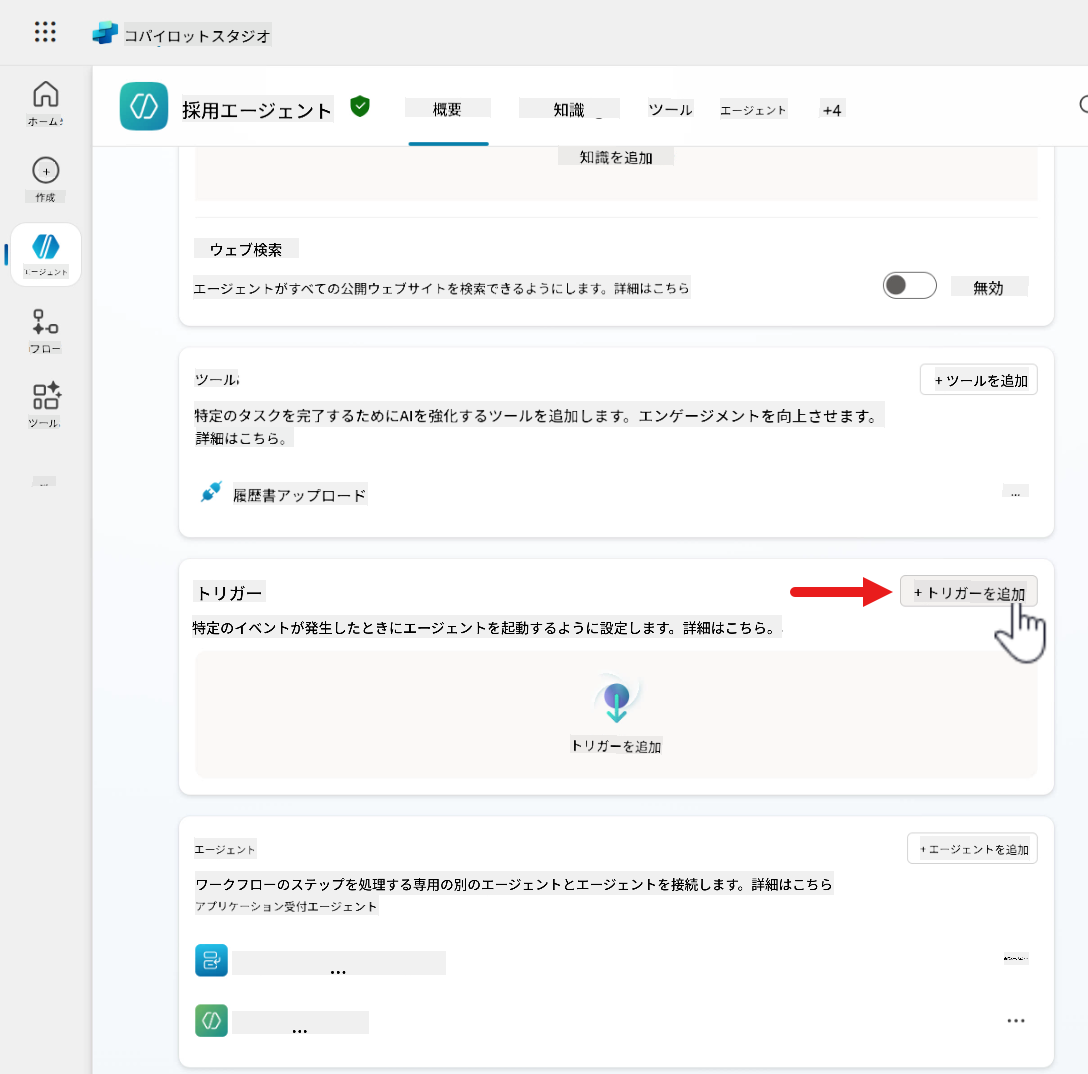 コパイロットスタジオ
採用エージェント
概要
知識
ツール
エージェント
+4
ホーム
作成
エージェント
フロー
ツール
知識を追加
ウェブ検索
エージェントがすべての公開ウェブサイトを検索できるようにします。詳細はこちら
無効
ツール
+ ツールを追加
特定のタスクを完了するためにAIを強化するツールを追加します。エンゲージメントを向上させます。
詳細はこちら。
履歴書アップロード
...
トリガー
+ トリガーを追加
特定のイベントが発生したときにエージェントを起動するように設定します。詳細はこちら。
トリガーを追加
エージェント
+ エージェントを追加
ワークフローのステップを処理する専用の別のエージェントとエージェントを接続します。詳細はこちら
アプリケーション受付エージェント
...
...